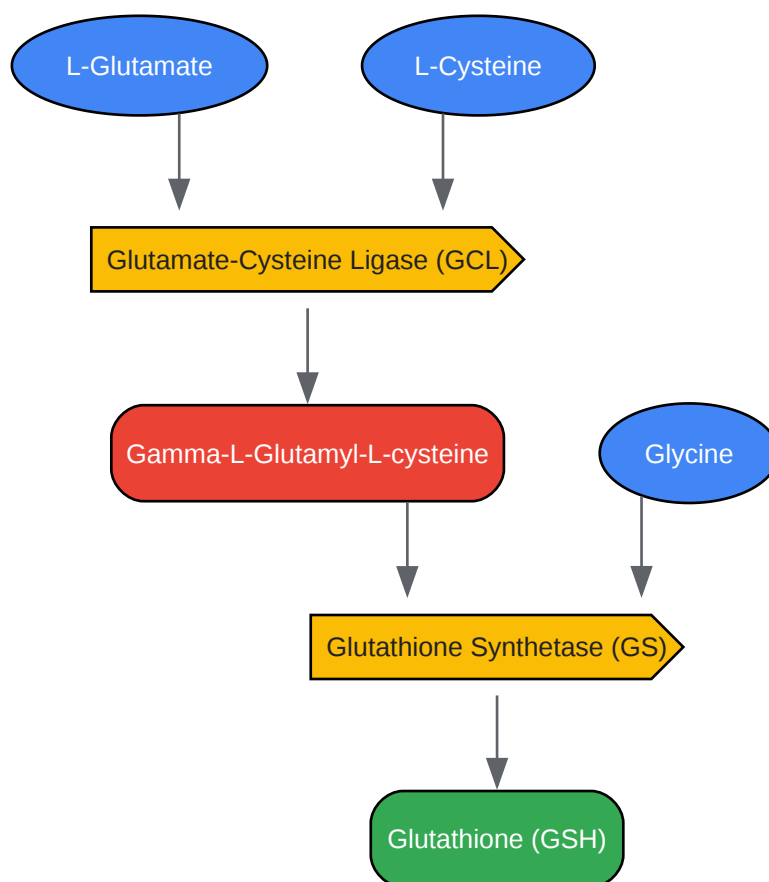 L-Glutamate
L-Cysteine
Glutamate-Cysteine Ligase (GCL)
Gamma-L-Glutamyl-L-cysteine
Glycine
Glutathione Synthetase (GS)
Glutathione (GSH)